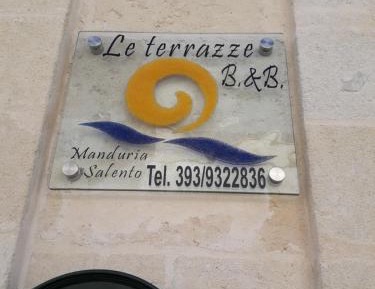 Le terrazze
B.&B.
Manduria
Salento
Tel. 393/9322836